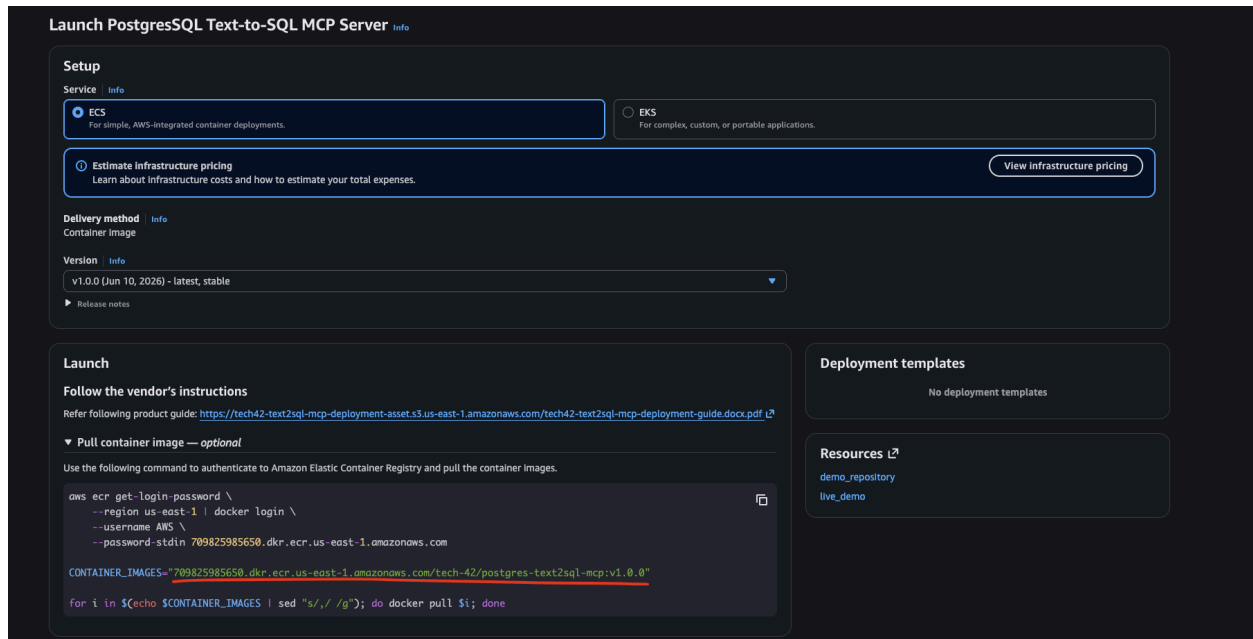 Launch PostgresSQL Text-to-SQL MCP Server Info
Setup
Service Info
ECS
For simple, AWS-integrated container deployments.
EKS
For complex, custom, or portable applications.
Estimate infrastructure pricing
Learn about infrastructure costs and how to estimate your total expenses.
View infrastructure pricing
Delivery method Info
Container image
Version Info
v1.0.0 (Jun 10, 2026) - latest, stable
Release notes
Launch
Follow the vendor's instructions
Refer following product guide: https://tech42-text2sql-mcp-deployment-asset.s3.us-east-1.amazonaws.com/tech42-text2sql-mcp-deployment-guide.docx.pdf
Pull container image — optional
Use the following command to authenticate to Amazon Elastic Container Registry and pull the container images.
aws ecr get-login-password \
--region us-east-1 | docker login \
--username AWS \
--password-stdin 709825985650.dkr.ecr.us-east-1.amazonaws.com
CONTAINER_IMAGES="709825985650.dkr.ecr.us-east-1.amazonaws.com/tech-42/postgres-text2sql-mcp:v1.0.0"
for i in $(echo $CONTAINER_IMAGES | sed "s/,/ /g"); do docker pull $i; done
Deployment templates
No deployment templates
Resources
demo_repository
live_demo